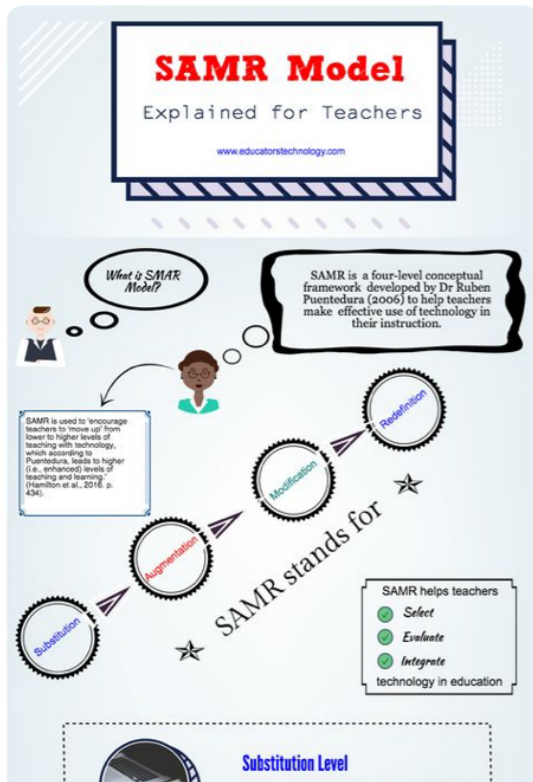 SAMR Model
Explained for Teachers
www.educatorstechnology.com
What is SMAR
Model?
SAMR is a four-level conceptual
framework developed by Dr Ruben
Puentedura (2006) to help teachers
make effective use of technology in
their instruction.
SAMR is used to 'encourage
teachers to 'move up' from
lower to higher levels of
teaching with technology,
which according to
Puentedura, leads to higher
(i.e., enhanced) levels of
teaching and learning.'
(Hamilton et al., 2016. p.
434).
Substitution
Augmentation
Modification
Redefinition
SAMR stands for
SAMR helps teachers
Select
Evaluate
Integrate
technology in education
Substitution Level